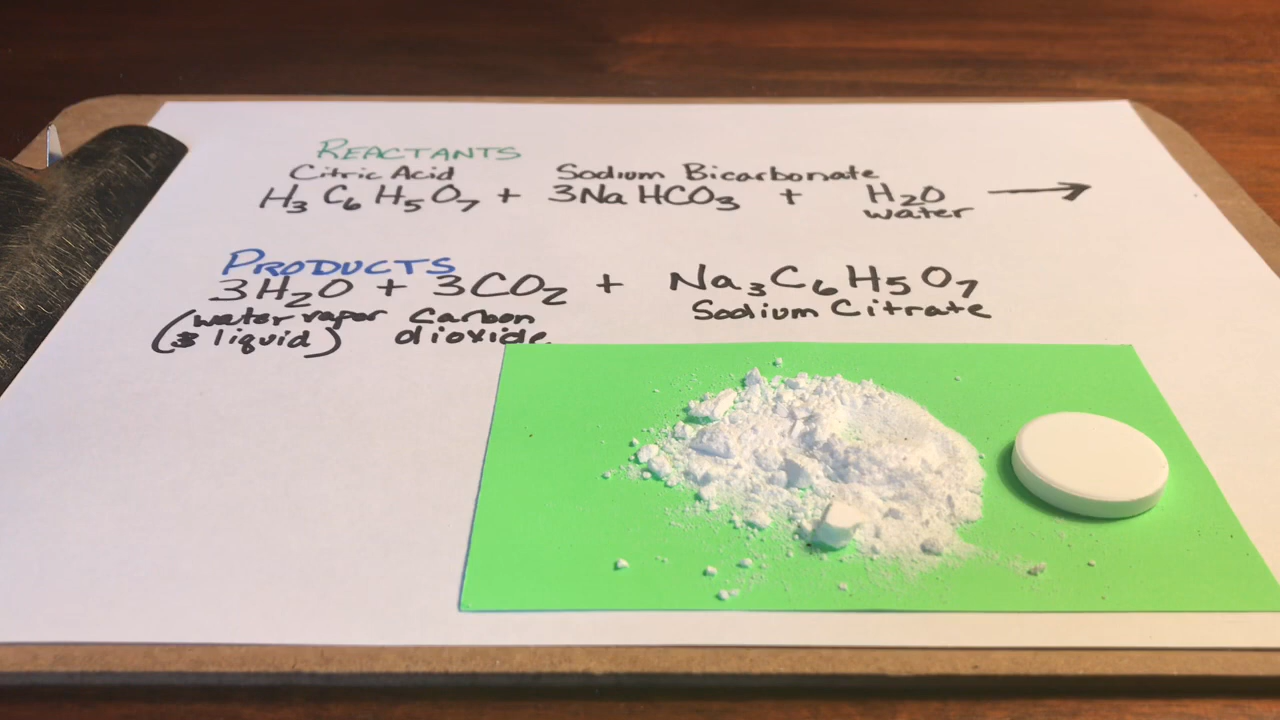 REACTANTS
Citric Acid Sodium Bicarbonate
H₃C₆H₅O₇ + 3NaHCO₃ + H₂O →
water
PRODUCTS
3H₂O + 3CO₂ + Na₃C₆H₅O₇
(water vapor Carbon Sodium Citrate
& liquid) dioxide